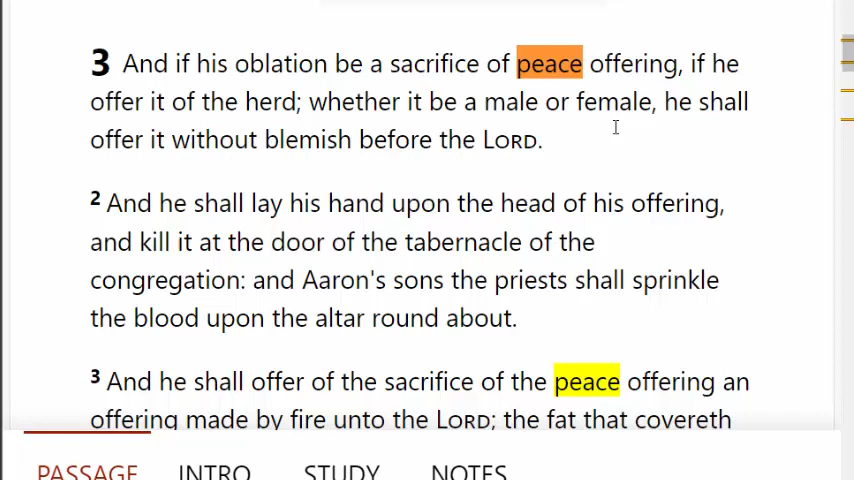 3 And if his oblation be a sacrifice of peace offering, if he
offer it of the herd; whether it be a male or female, he shall
offer it without blemish before the LORD.
2 And he shall lay his hand upon the head of his offering,
and kill it at the door of the tabernacle of the
congregation: and Aaron's sons the priests shall sprinkle
the blood upon the altar round about.
3 And he shall offer of the sacrifice of the peace offering an
offering made by fire unto the LORD; the fat that covereth
PASSAGE INTRO STUDY NOTES